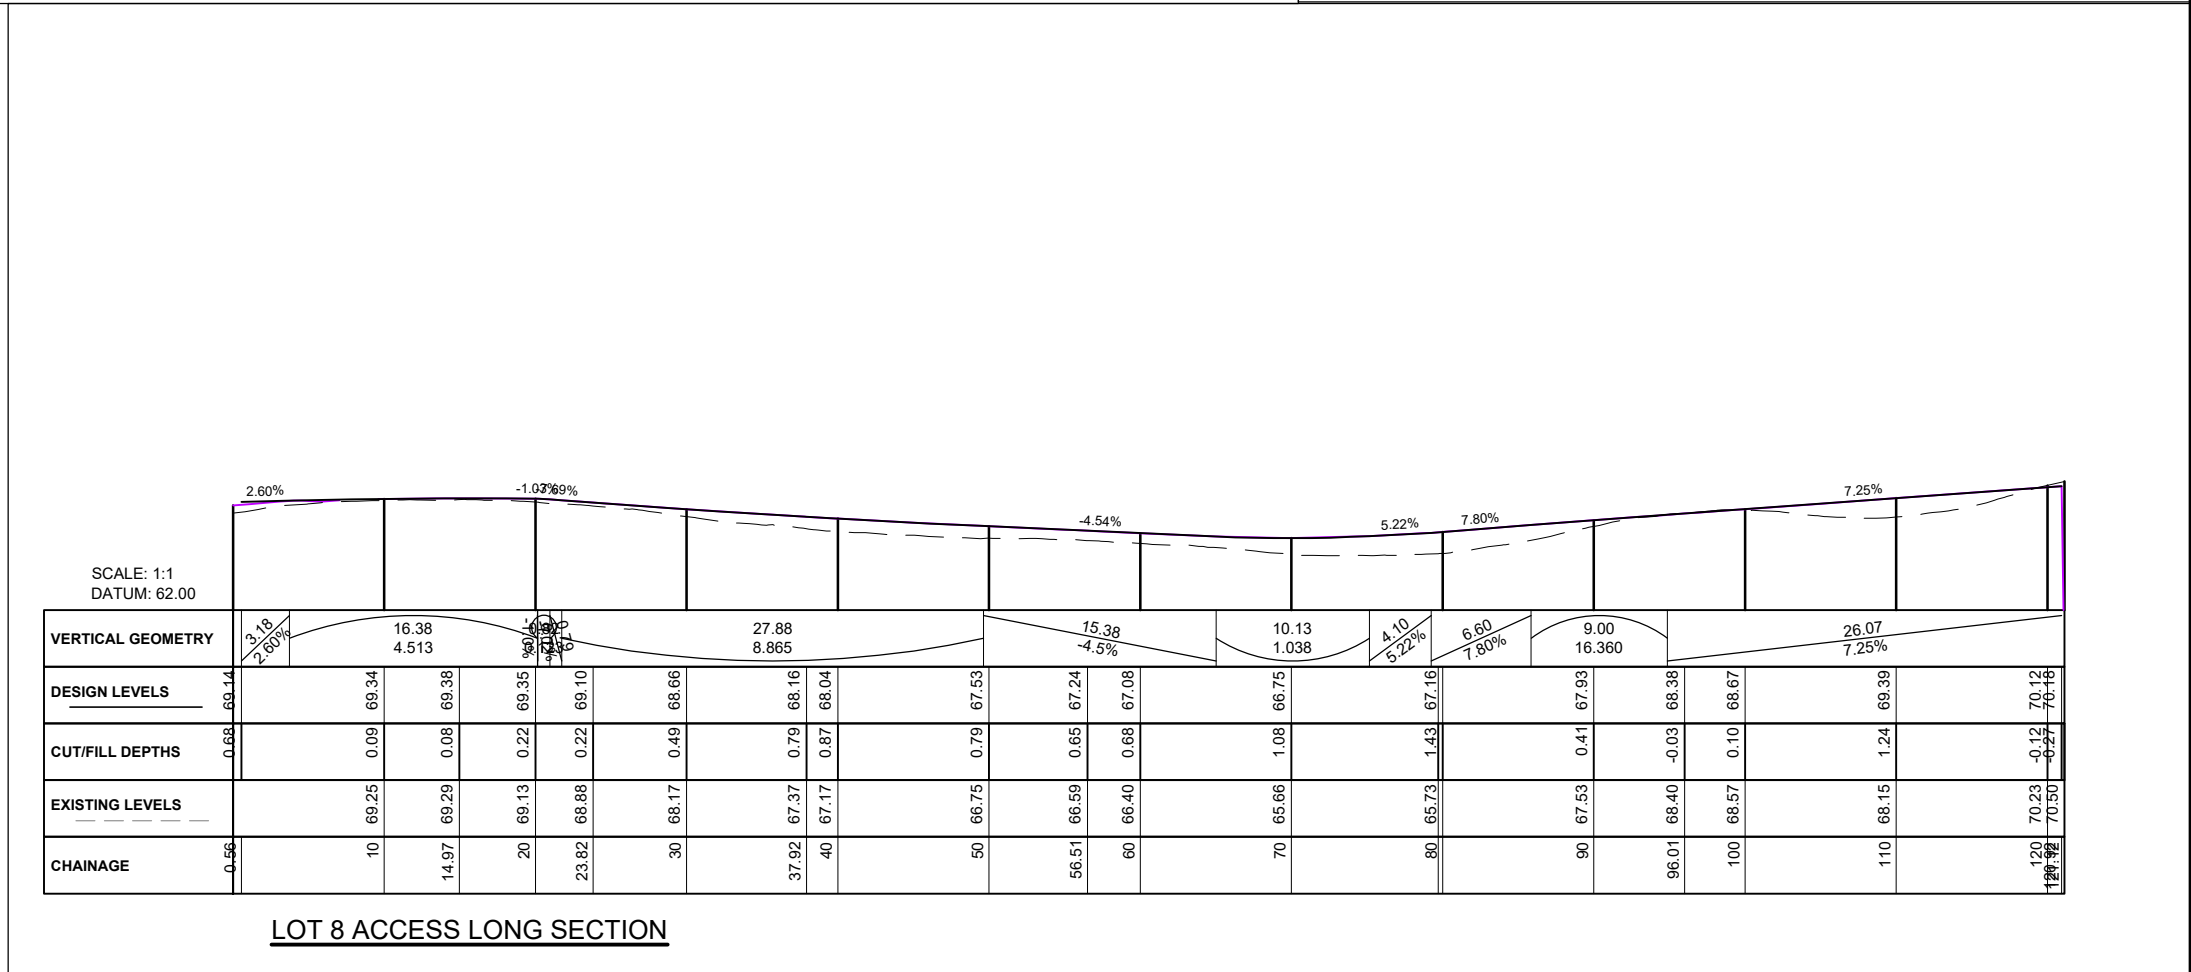 2.60%
-1.03%
-7.69%
-4.54%
5.22%
7.80%
7.25%
SCALE: 1:1
DATUM: 62.00
VERTICAL GEOMETRY
3.18
2.60%
16.38
4.513
27.88
8.865
15.38
-4.5%
10.13
1.038
4.10
5.22%
6.60
7.80%
9.00
16.360
26.07
7.25%
DESIGN LEVELS
69.14 69.34 69.38 69.35 69.10 68.66 68.16 68.04 67.53 67.24 67.08 66.75 67.16 67.93 68.38 68.67 69.39 70.12 70.18
CUT/FILL DEPTHS
0.68 0.09 0.08 0.22 0.22 0.49 0.79 0.87 0.79 0.65 0.68 1.08 1.43 0.41 -0.03 0.10 1.24 -0.12 -0.27
EXISTING LEVELS
69.25 69.29 69.13 68.88 68.17 67.37 67.17 66.75 66.59 66.40 65.66 65.73 67.53 68.40 68.57 68.15 70.23 70.50
CHAINAGE
0.56 10 14.97 20 23.82 30 37.92 40 50 56.51 60 70 80 90 96.01 100 110 120
LOT 8 ACCESS LONG SECTION